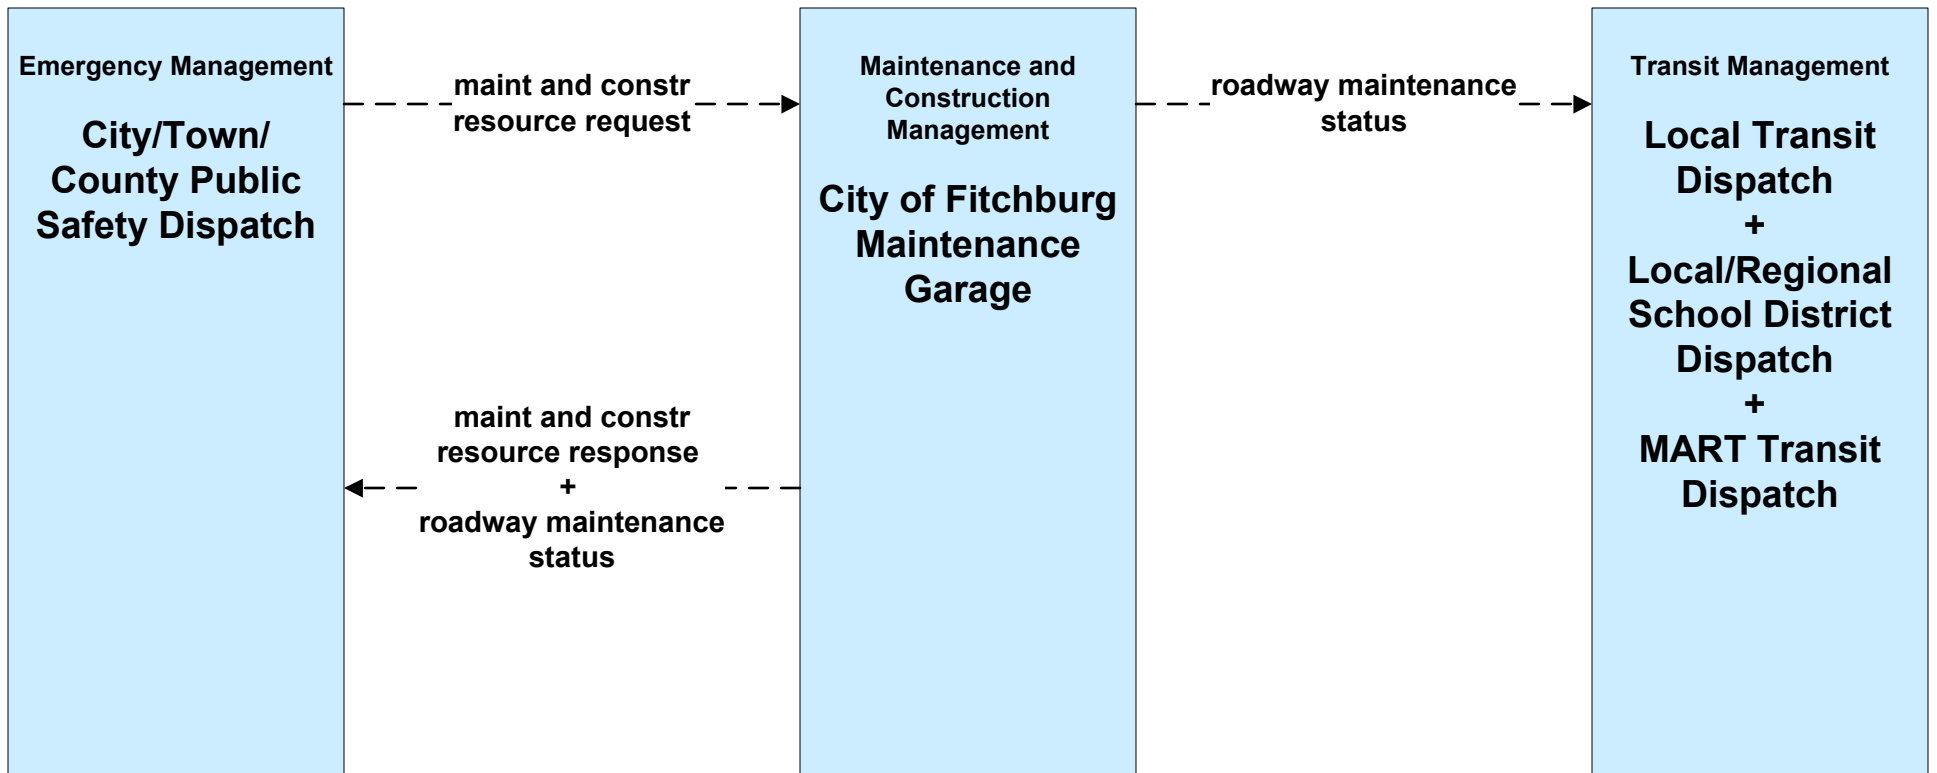 Emergency Management
City/Town/
County Public
Safety Dispatch
maint and constr
resource request
maint and constr
resource response
+
roadway maintenance
status
Maintenance and
Construction
Management
City of Fitchburg
Maintenance
Garage
roadway maintenance
status
Transit Management
Local Transit
Dispatch
+
Local/Regional
School District
Dispatch
+
MART Transit
Dispatch